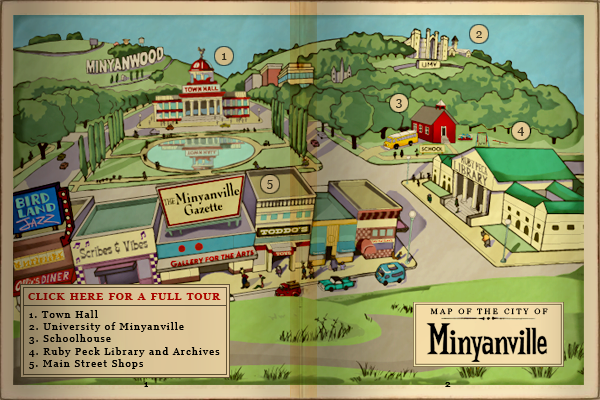 MINYANWOOD
1
2
TOWN HALL
UMV
3
SCHOOL
4
LIBRARY
5
THE Minyanville
Gazette
BIRD
LAND
JAZZ
Scribes & Vibes
GALLERY FOR THE ARTS
DINER
CLICK HERE FOR A FULL TOUR
1. Town Hall
2. University of Minyanville
3. Schoolhouse
4. Ruby Peck Library and Archives
5. Main Street Shops
MAP OF THE CITY OF
Minyanville
1
2